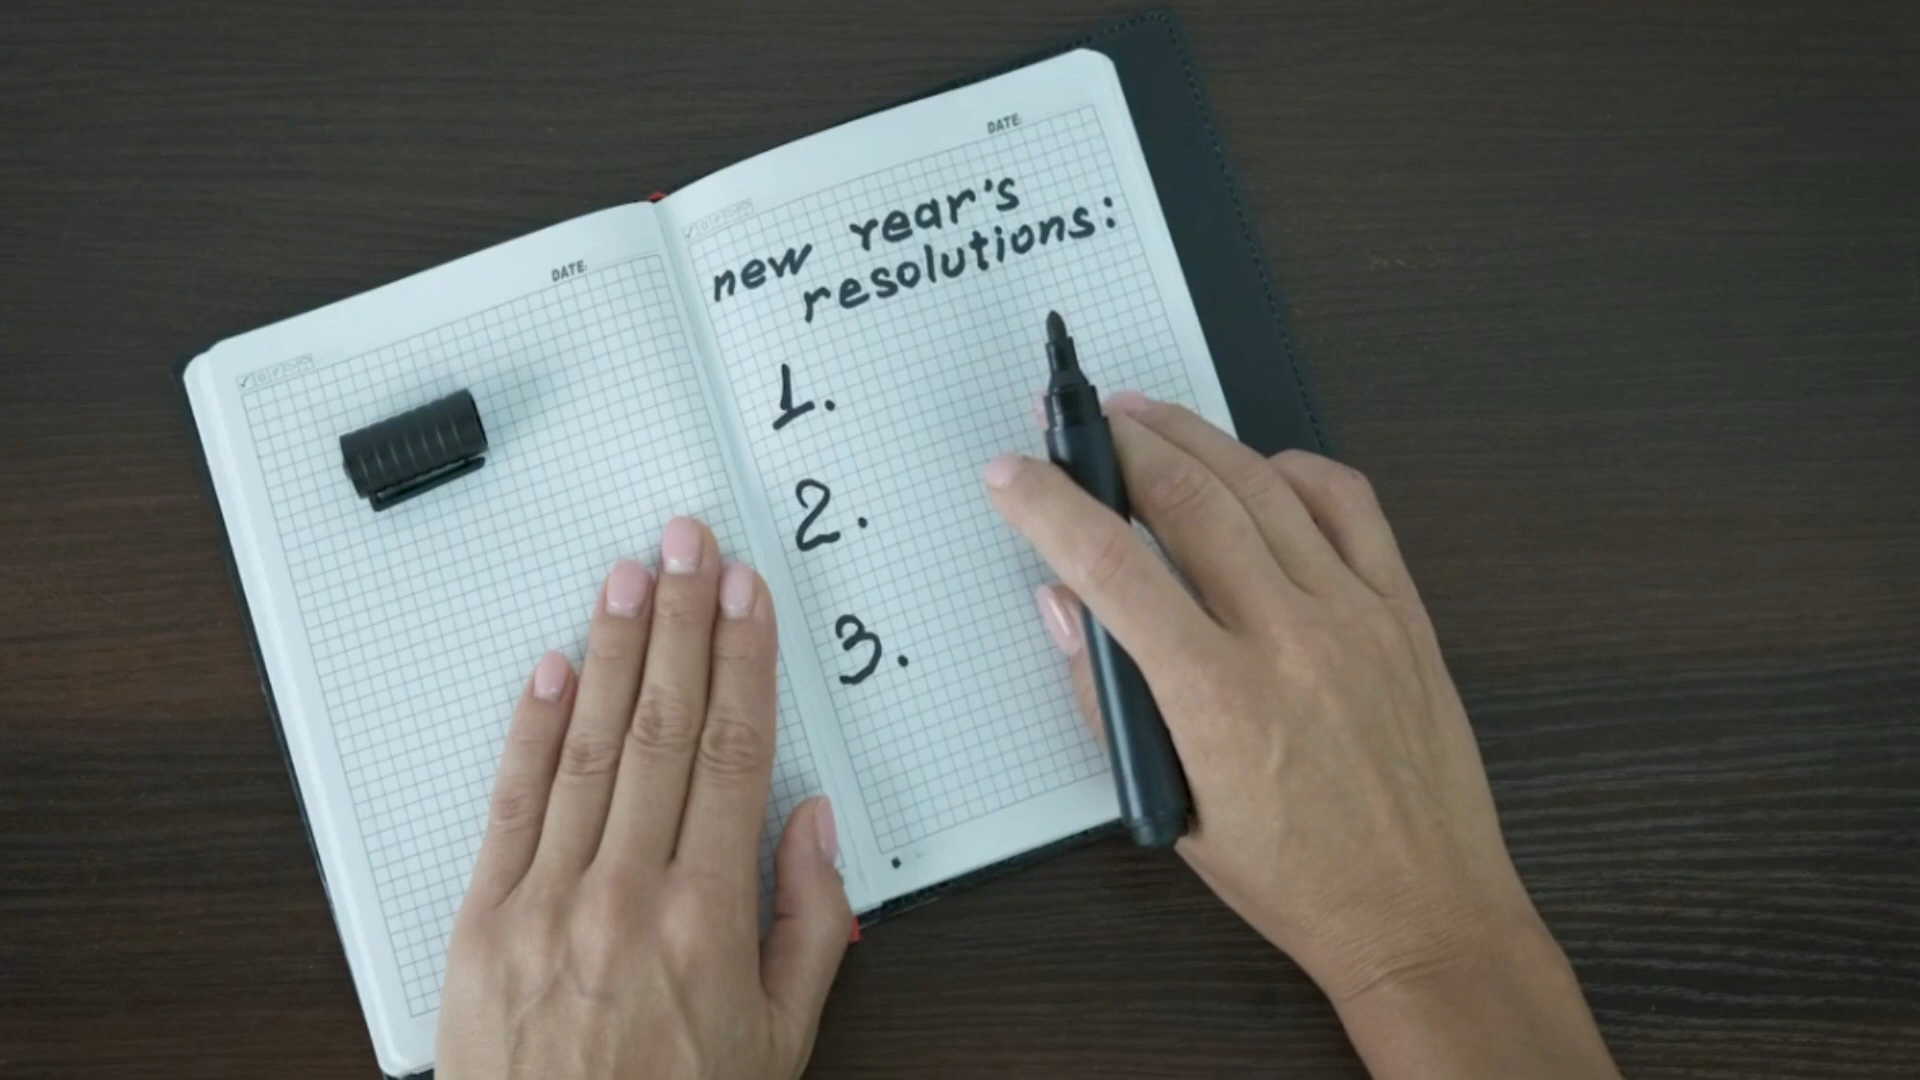 DATE:
DATE:
new year's
resolutions:
1.
2.
3.